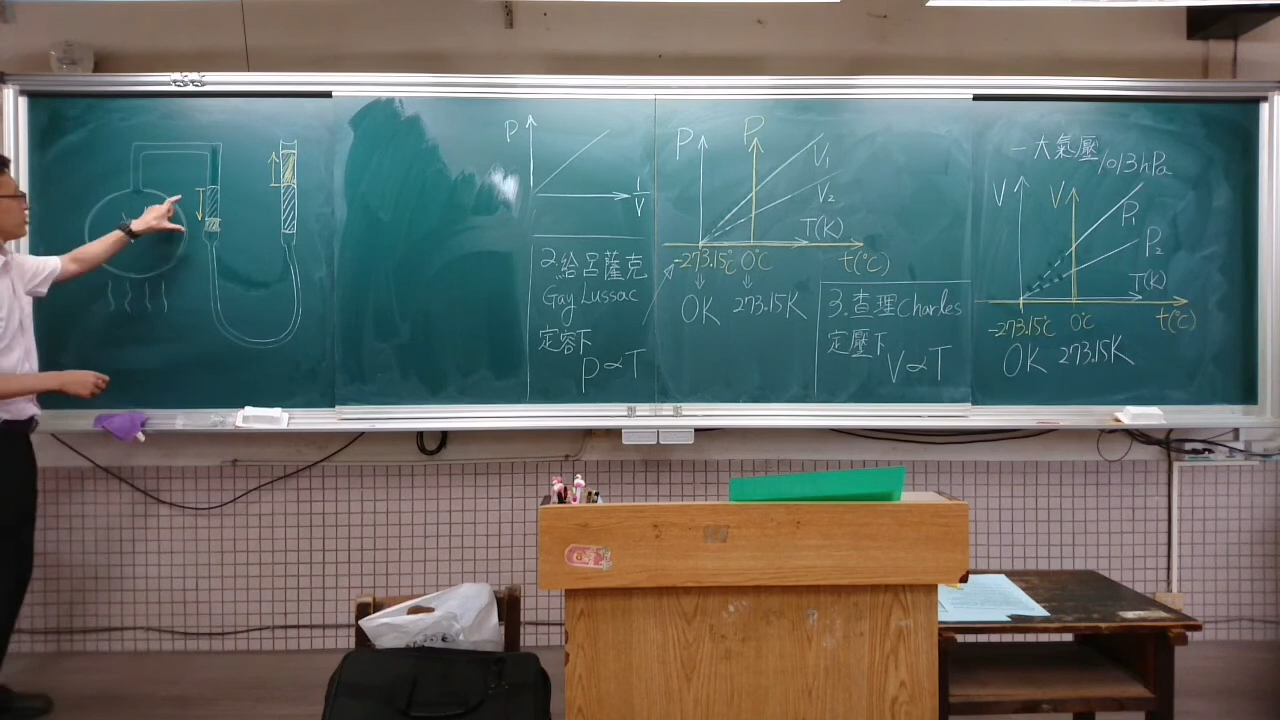 P
1/V
2.給呂薩克
Gay Lussac
定容下
P∝T
P
P
V₁
V₂
T(K)
-273.15℃ 0℃
t(℃)
0K 273.15K
3.查理Charles
定壓下
V∝T
一大氣壓
1013hPa
V
V
P₁
P₂
T(K)
-273.15℃ 0℃
t(℃)
0K 273.15K